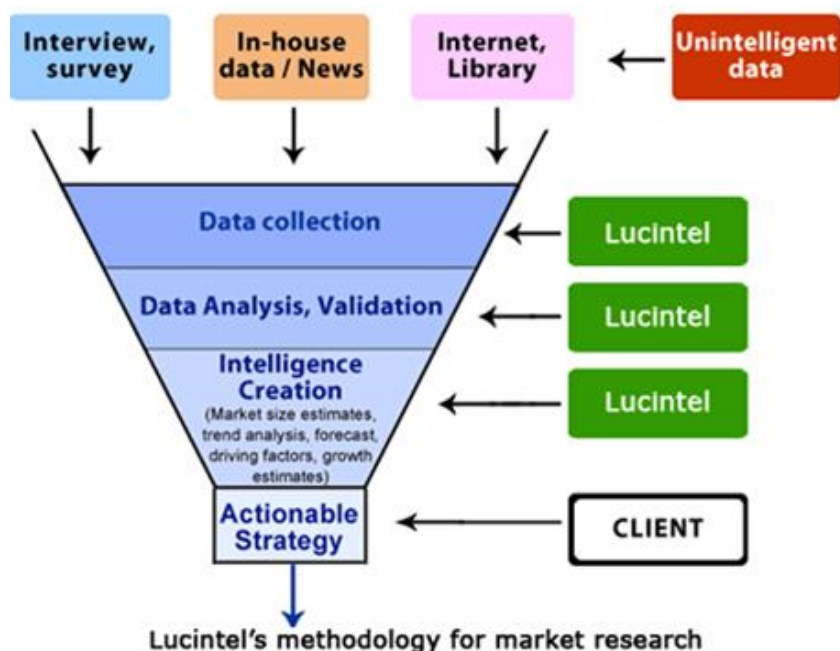 Interview,
survey
In-house
data / News
Internet,
Library
Unintelligent
data
Data collection
Lucintel
Data Analysis, Validation
Lucintel
Intelligence
Creation
(Market size estimates,
trend analysis, forecast,
driving factors, growth
estimates)
Lucintel
Actionable
Strategy
CLIENT
Lucintel's methodology for market research